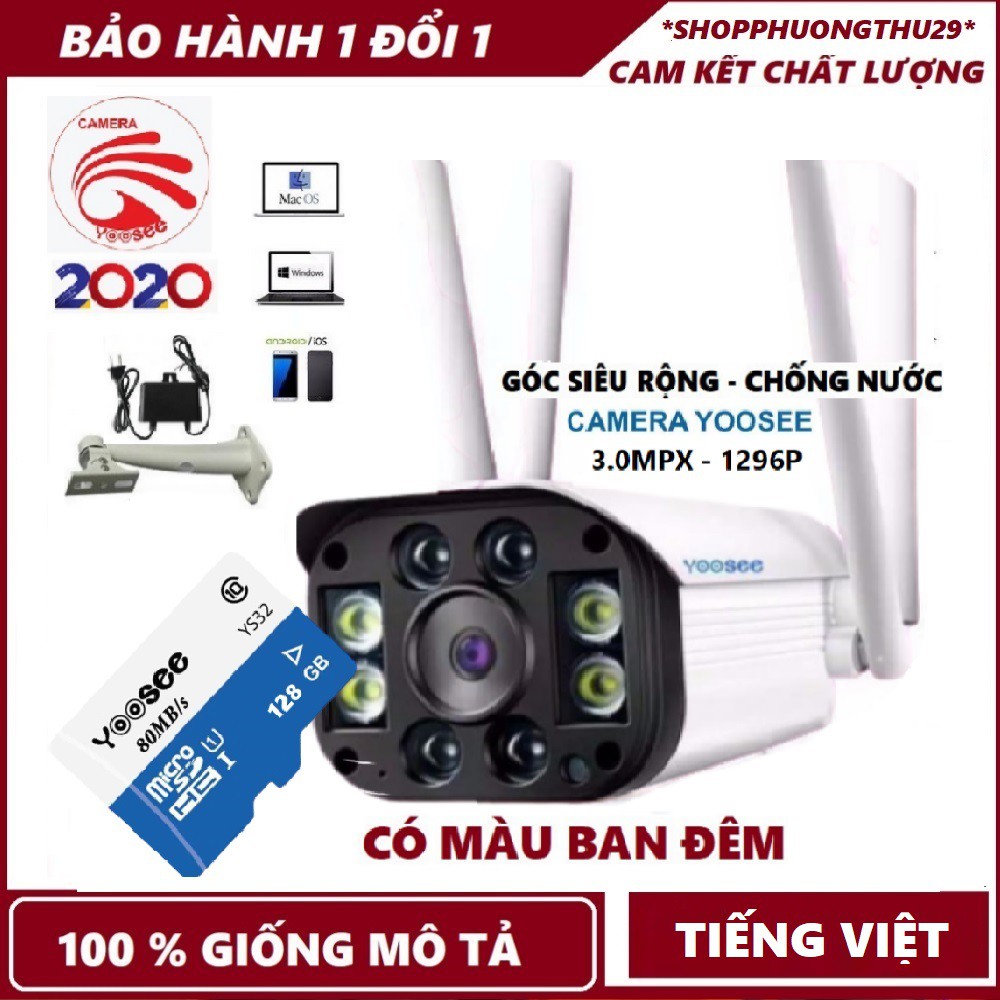 BẢO HÀNH 1 ĐỔI 1
*SHOPPHUONGTHU29*
CAM KẾT CHẤT LƯỢNG
CAMERA
Yoosee
2020
Mac OS
Windows
ANDROID/iOS
GÓC SIÊU RỘNG - CHỐNG NƯỚC
CAMERA YOOSEE
3.0MPX - 1296P
Yoosee
10
YS32
Yoosee
80MB/s
128 GB
micro
SD
HC I
1
CÓ MÀU BAN ĐÊM
100 % GIỐNG MÔ TẢ
TIẾNG VIỆT